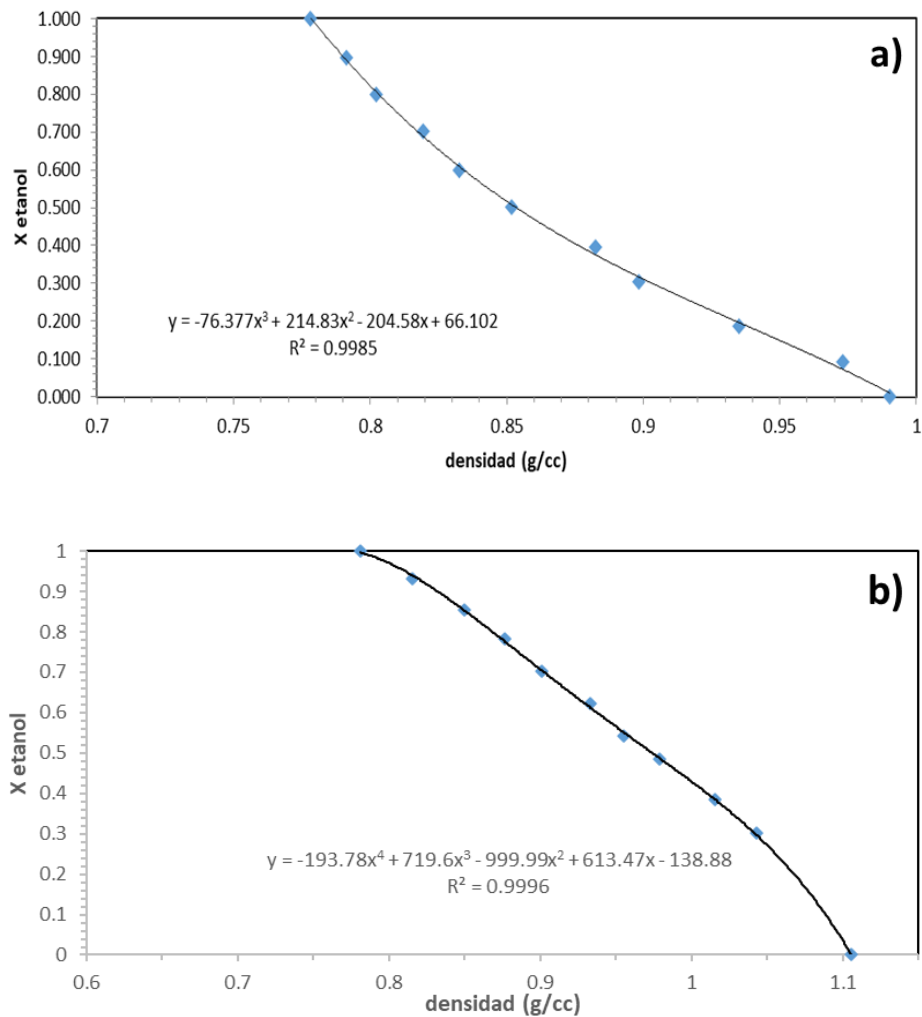 a)
1.000
0.900
0.800
0.700
0.600
0.500
0.400
0.300
0.200
0.100
0.000
X etanol
y = -76.377x³ + 214.83x² - 204.58x + 66.102
R² = 0.9985
0.7 0.75 0.8 0.85 0.9 0.95 1
densidad (g/cc)
b)
1
0.9
0.8
0.7
0.6
0.5
0.4
0.3
0.2
0.1
0
X etanol
y = -193.78x⁴ + 719.6x³ - 999.99x² + 613.47x - 138.88
R² = 0.9996
0.6 0.7 0.8 0.9 1 1.1
densidad (g/cc)